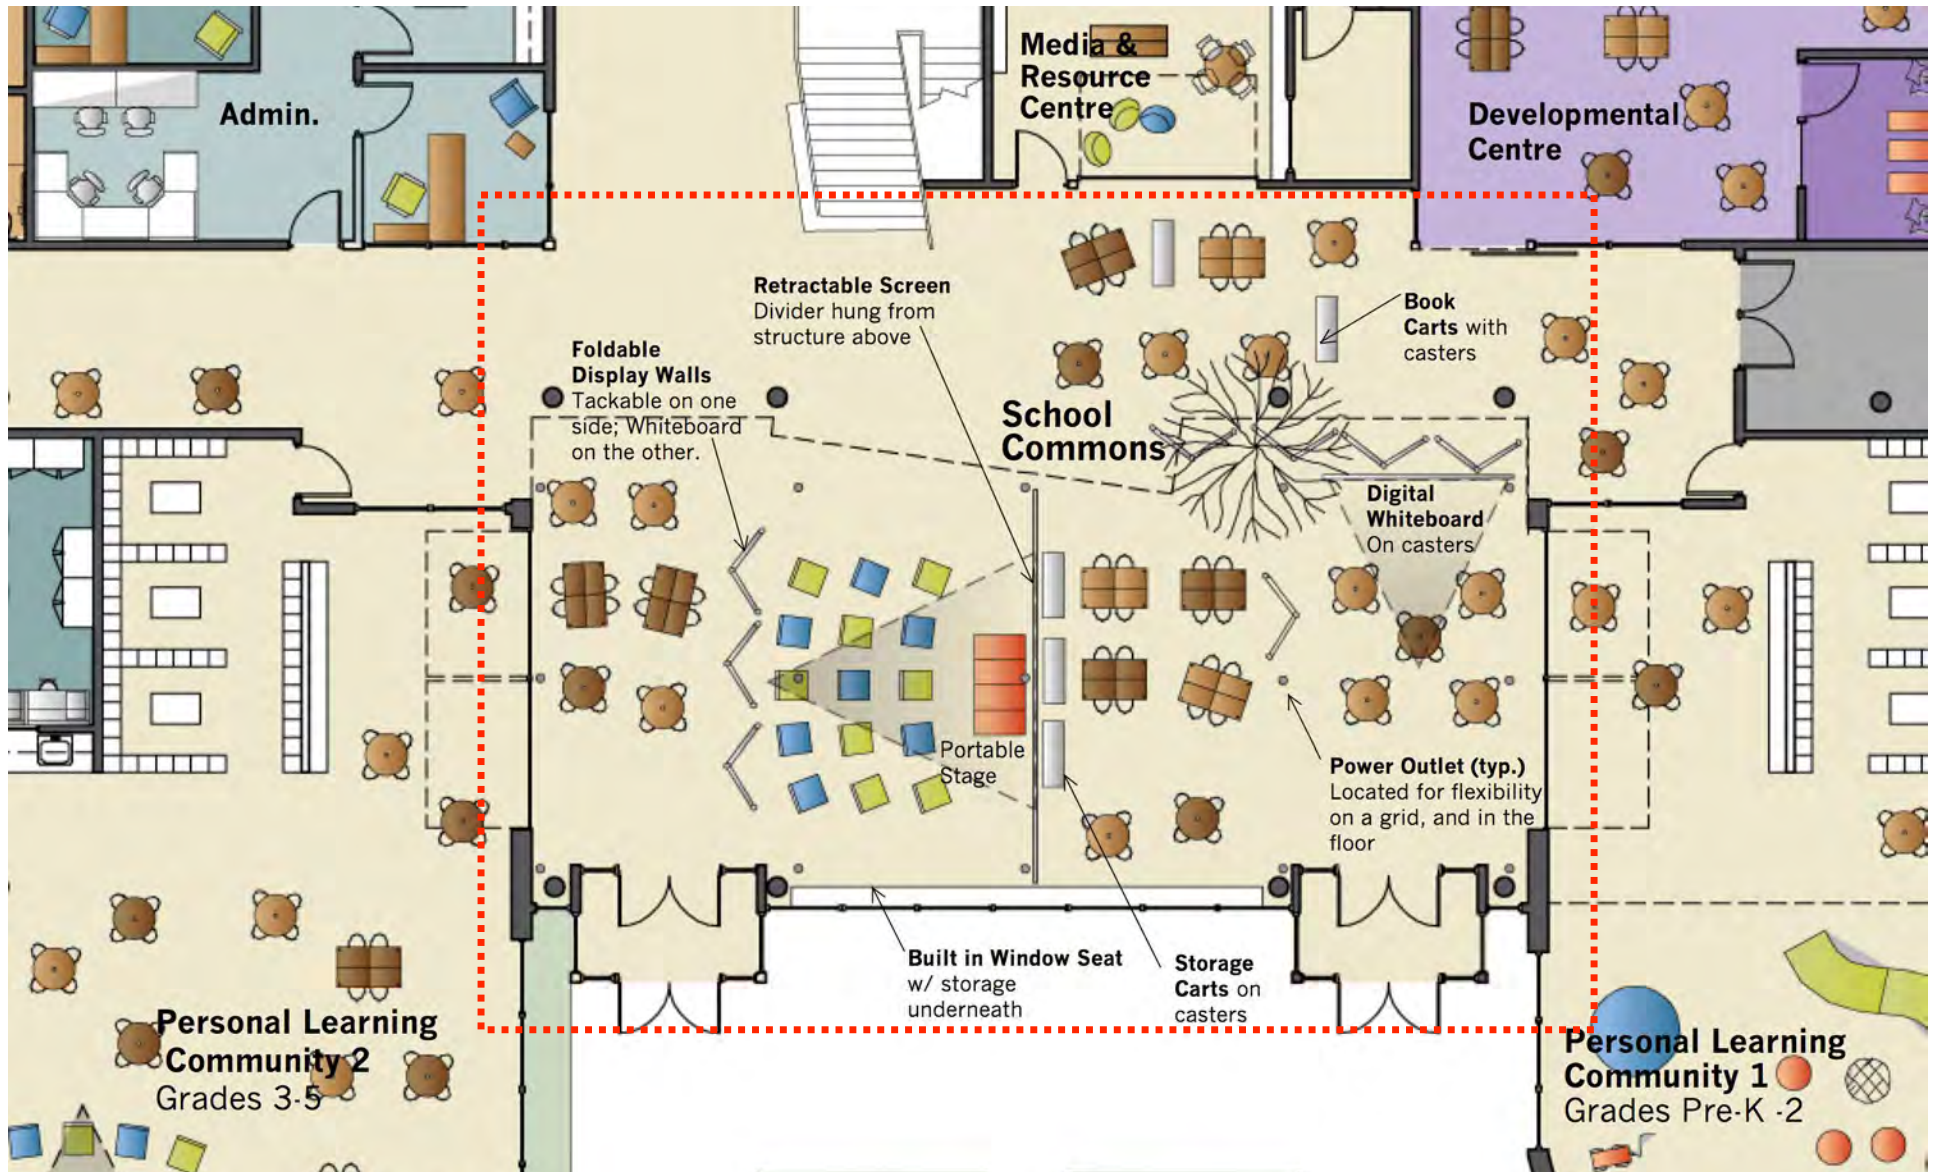 Admin.
Media &
Resource
Centre
Developmental
Centre
Retractable Screen
Divider hung from
structure above
Book
Carts with
casters
Foldable
Display Walls
Tackable on one
side; Whiteboard
on the other.
School
Commons
Digital
Whiteboard
On casters
Portable
Stage
Power Outlet (typ.)
Located for flexibility
on a grid, and in the
floor
Built in Window Seat
w/ storage
underneath
Storage
Carts on
casters
Personal Learning
Community 2
Grades 3-5
Personal Learning
Community 1
Grades Pre-K -2